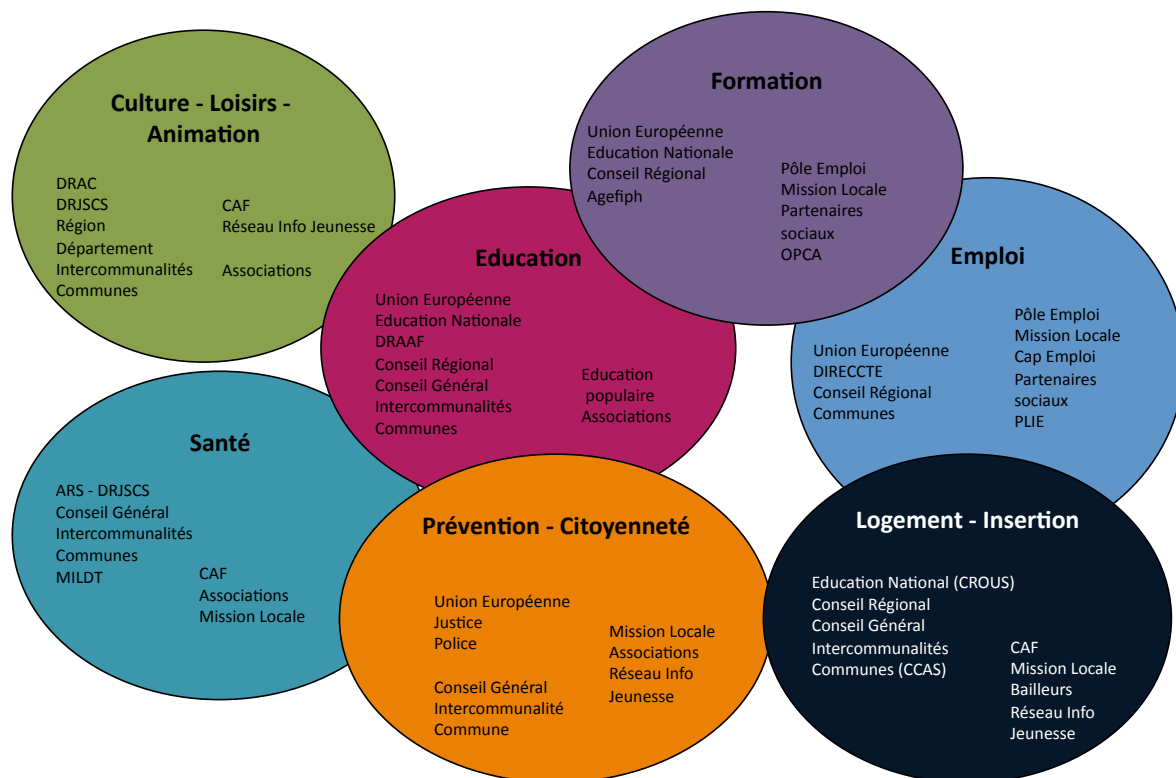 Culture - Loisirs -
Animation
DRAC
DRJSCS
Région
Département
Intercommunalités
Communes
CAF
Réseau Info Jeunesse
Associations
Formation
Union Européenne
Education Nationale
Conseil Régional
Agefiph
Pôle Emploi
Mission Locale
Partenaires
sociaux
OPCA
Education
Union Européenne
Education Nationale
DRAAF
Conseil Régional
Conseil Général
Intercommunalités
Communes
Education
populaire
Associations
Emploi
Union Européenne
DIRECCTE
Conseil Régional
Communes
Pôle Emploi
Mission Locale
Cap Emploi
Partenaires
sociaux
PLIE
Santé
ARS - DRJSCS
Conseil Général
Intercommunalités
Communes
MILDT
CAF
Associations
Mission Locale
Prévention - Citoyenneté
Union Européenne
Justice
Police
Conseil Général
Intercommunalité
Commune
Mission Locale
Associations
Réseau Info
Jeunesse
Logement - Insertion
Education National (CROUS)
Conseil Régional
Conseil Général
Intercommunalités
Communes (CCAS)
CAF
Mission Locale
Bailleurs
Réseau Info
Jeunesse